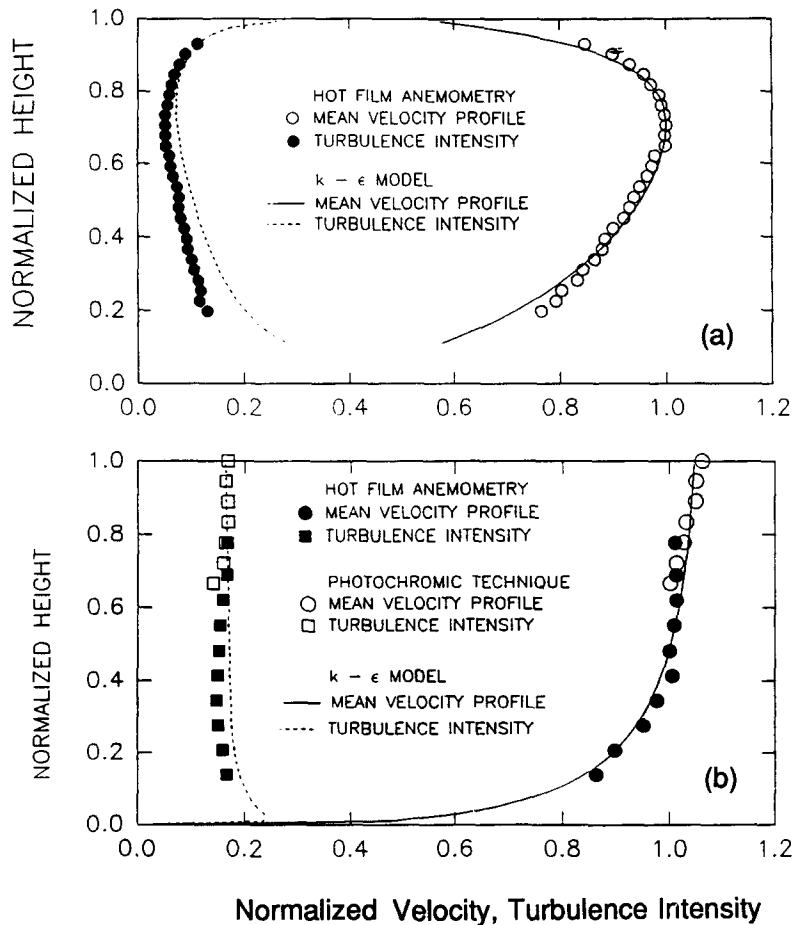 NORMALIZED HEIGHT
1.0
0.8
0.6
0.4
0.2
0.0
HOT FILM ANEMOMETRY
MEAN VELOCITY PROFILE
TURBULENCE INTENSITY
k - ϵ MODEL
MEAN VELOCITY PROFILE
TURBULENCE INTENSITY
(a)
0.0 0.2 0.4 0.6 0.8 1.0 1.2
NORMALIZED HEIGHT
1.0
0.8
0.6
0.4
0.2
0.0
HOT FILM ANEMOMETRY
MEAN VELOCITY PROFILE
TURBULENCE INTENSITY
PHOTOCHROMIC TECHNIQUE
MEAN VELOCITY PROFILE
TURBULENCE INTENSITY
k - ϵ MODEL
MEAN VELOCITY PROFILE
TURBULENCE INTENSITY
(b)
0.0 0.2 0.4 0.6 0.8 1.0 1.2
Normalized Velocity, Turbulence Intensity